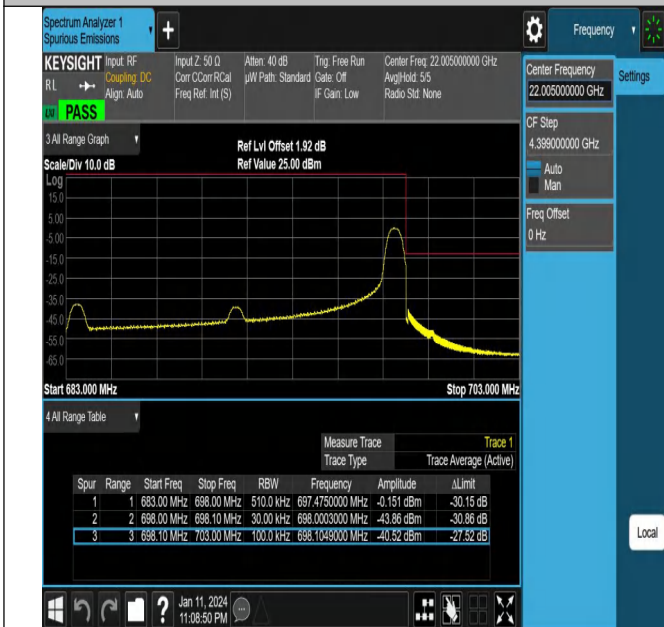 Spectrum Analyzer 1
Spurious Emissions
+
Frequency
KEYSIGHT
RL
PASS
Input: RF
Coupling: DC
Align: Auto
Input Z: 50 Ω
Corr CCorr RCal
Freq Ref: Int (S)
Atten: 40 dB
µW Path: Standard
Trig: Free Run
Gate: Off
IF Gain: Low
Center Freq: 22.005000000 GHz
Avg|Hold: 5/5
Radio Std: None
Center Frequency
22.005000000 GHz
Settings
CF Step
4.399000000 GHz
Auto
Man
Freq Offset
0 Hz
Local
3 All Range Graph
Ref Lvl Offset 1.92 dB
Scale/Div 10.0 dB
Ref Value 25.00 dBm
Log
15.0
5.00
-5.00
-15.0
-25.0
-35.0
-45.0
-55.0
-65.0
Start 683.000 MHz
Stop 703.000 MHz
4 All Range Table
Measure Trace Trace 1
Trace Type Trace Average (Active)
Spur Range Start Freq Stop Freq RBW Frequency Amplitude ΔLimit
1 1 683.00 MHz 698.00 MHz 510.0 kHz 697.4750000 MHz -0.151 dBm -30.15 dB
2 2 698.00 MHz 698.10 MHz 30.00 kHz 698.0003000 MHz -43.86 dBm -30.86 dB
3 3 698.10 MHz 703.00 MHz 100.0 kHz 698.1049000 MHz -40.52 dBm -27.52 dB
?
Jan 11, 2024
11:08:50 PM